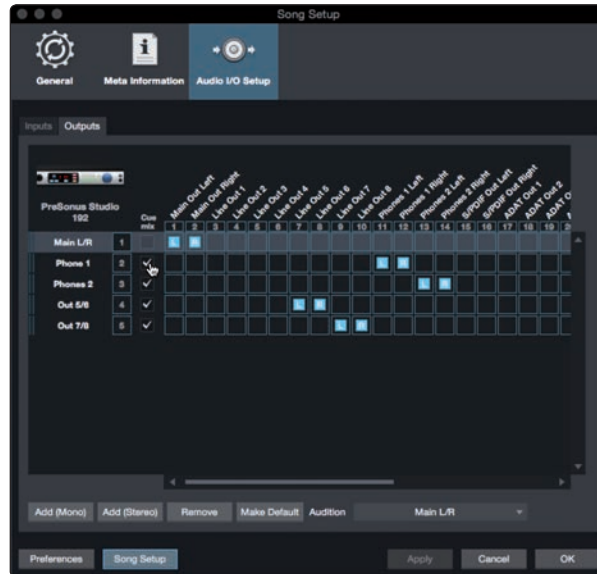 Song Setup
General
Meta Information
Audio I/O Setup
Inputs
Outputs
PreSonus Studio
192
Cue
mix
Main Out Left
Main Out Right
Line Out 1
Line Out 2
Line Out 3
Line Out 4
Line Out 5
Line Out 6
Line Out 7
Line Out 8
Phones 1 Left
Phones 1 Right
Phones 2 Left
Phones 2 Right
S/PDIF Out Left
S/PDIF Out Right
ADAT Out 1
ADAT Out 2
1 2 3 4 5 6 7 8 9 10 11 12 13 14 15 16 17 18 19
Main L/R 1 L R
Phone 1 2 L R
Phones 2 3 L R
Out 5/6 4 L R
Out 7/8 5 L R
Add (Mono) Add (Stereo) Remove Make Default Audition Main L/R
Preferences Song Setup Apply Cancel OK